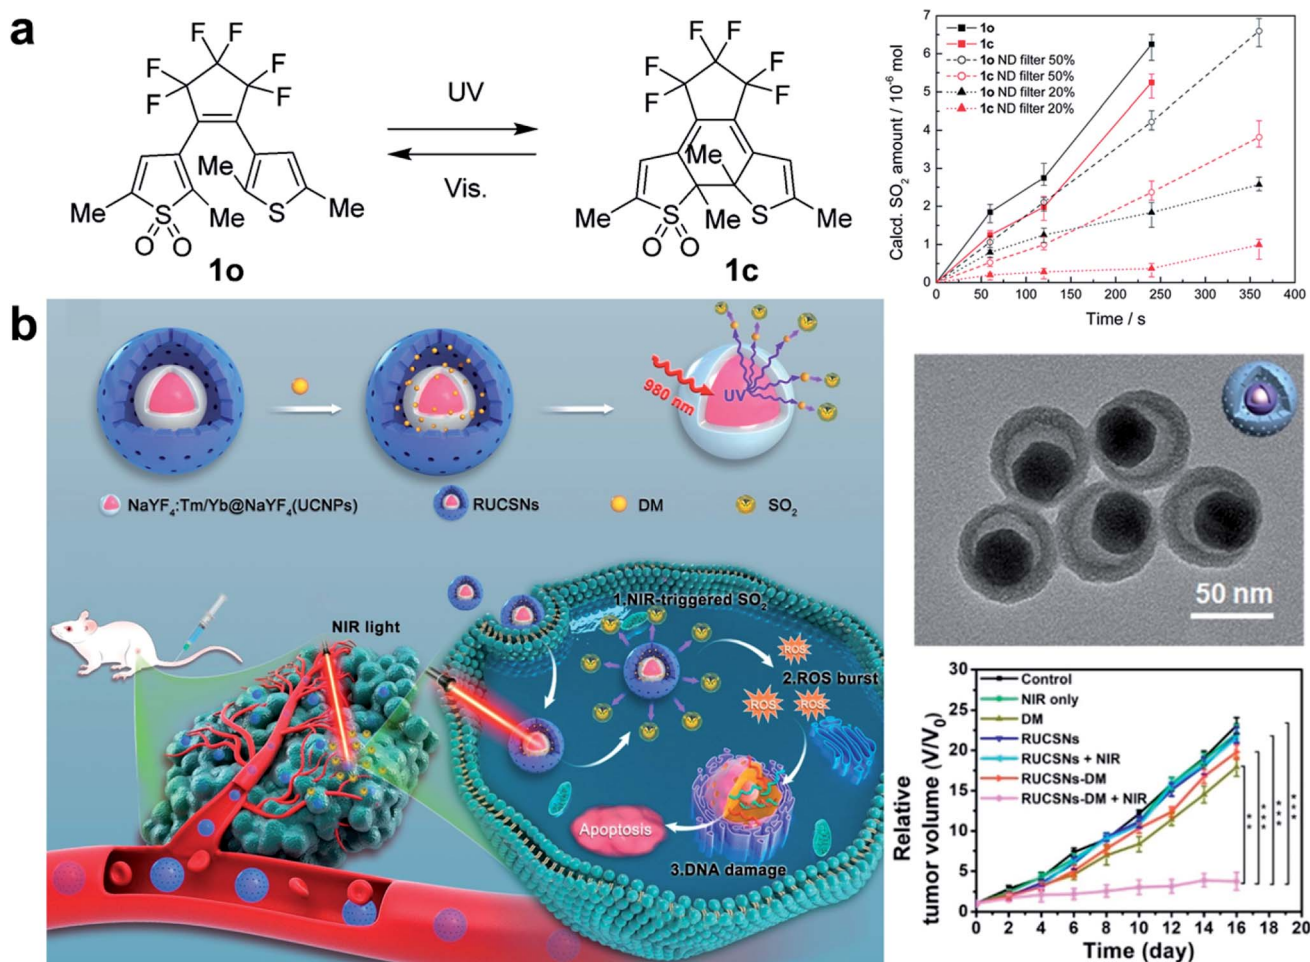 a
F F
F F
F F
Me
Me
Me
S
Me
O O
S
1o
UV
Vis.
F F
F F
F F
Me
Me
S
Me
S
Me
O O
1c
Calcd. SO₂ amount / 10⁻⁶ mol
7
6
5
4
3
2
1
0
1o
1c
1o ND filter 50%
1c ND filter 50%
1o ND filter 20%
1c ND filter 20%
0 50 100 150 200 250 300 350 400
Time / s
b
980 nm
UV
NaYF₄:Tm/Yb@NaYF₄(UCNPs)
RUCSNs
DM
SO₂
NIR light
1.NIR-triggered SO₂
ROS
2.ROS burst
ROS
ROS
Apoptosis
3.DNA damage
50 nm
Relative
tumor volume (V/V₀)
30
25
20
15
10
5
0
Control
NIR only
DM
RUCSNs
RUCSNs + NIR
RUCSNs-DM
RUCSNs-DM + NIR
**
***
***
***
0 2 4 6 8 10 12 14 16 18 20
Time (day)